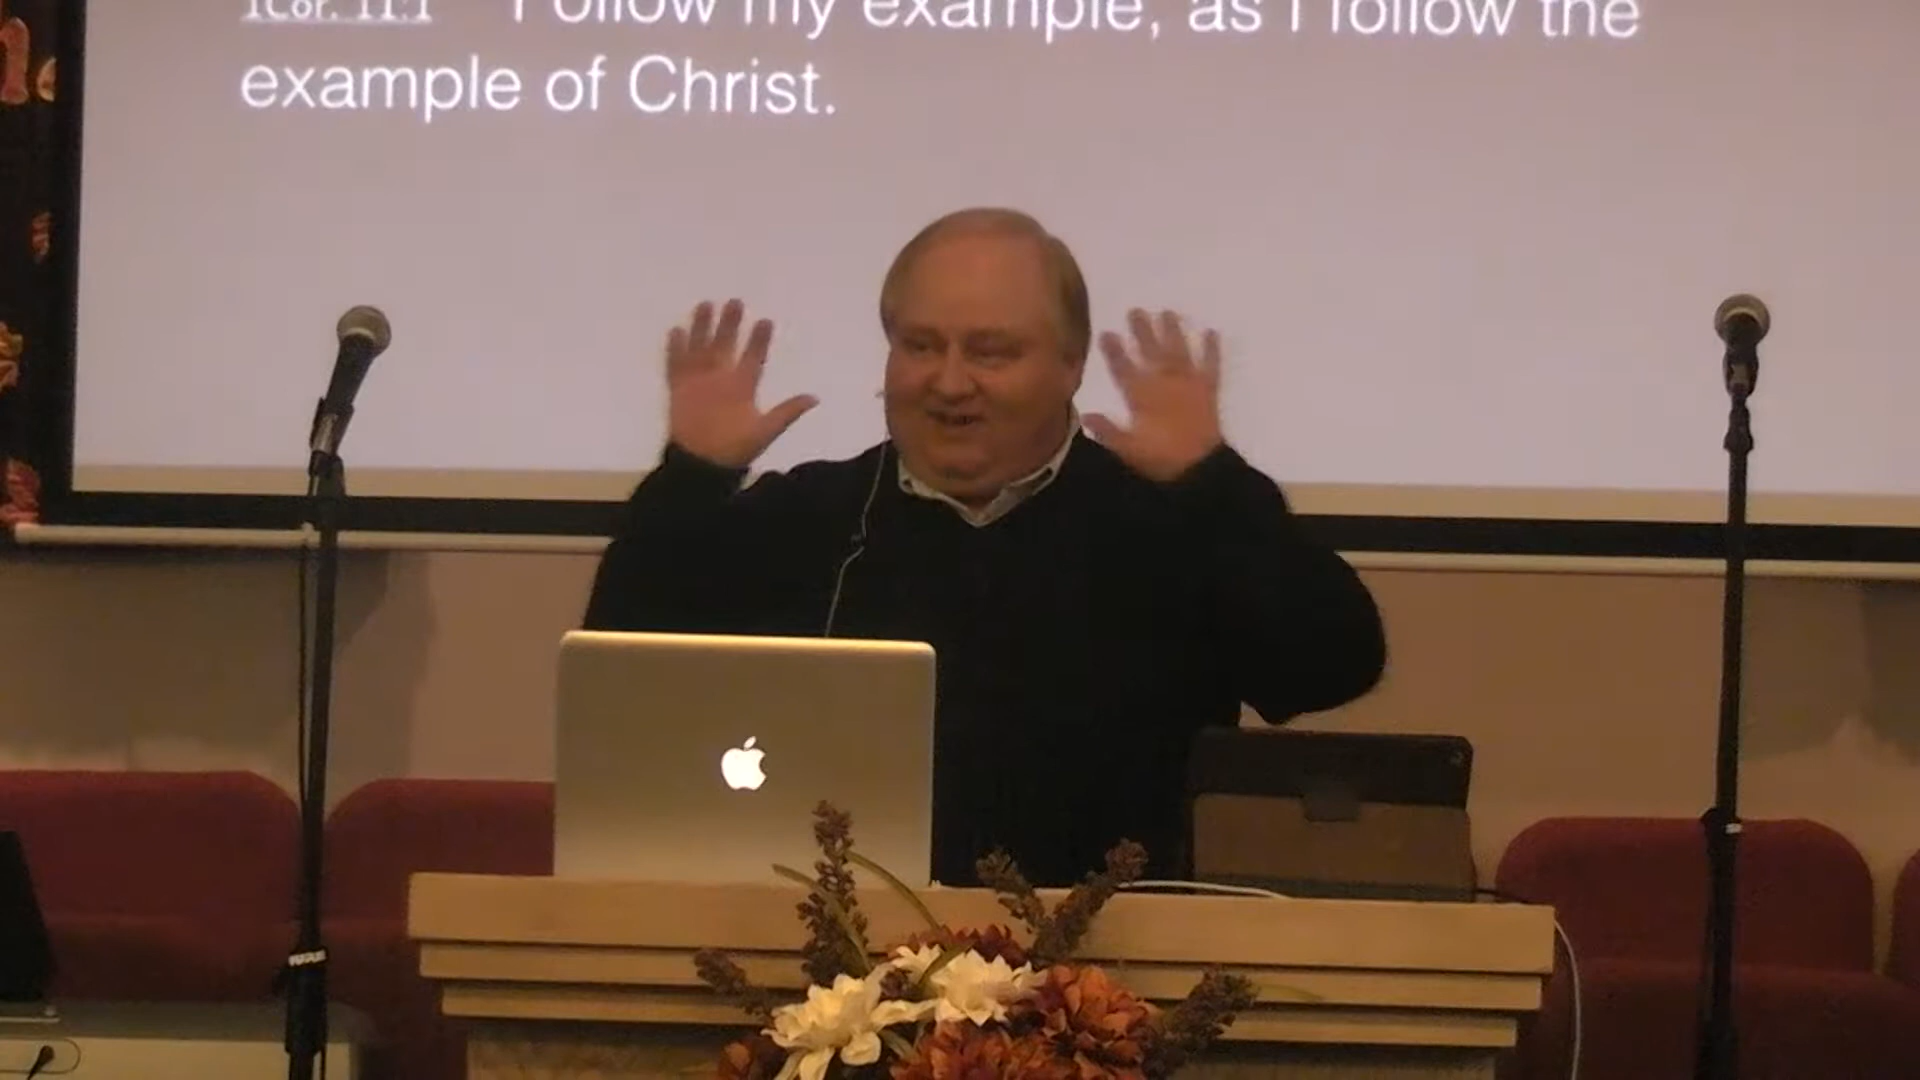 1Cor. 11:1 Follow my example, as I follow the
example of Christ.